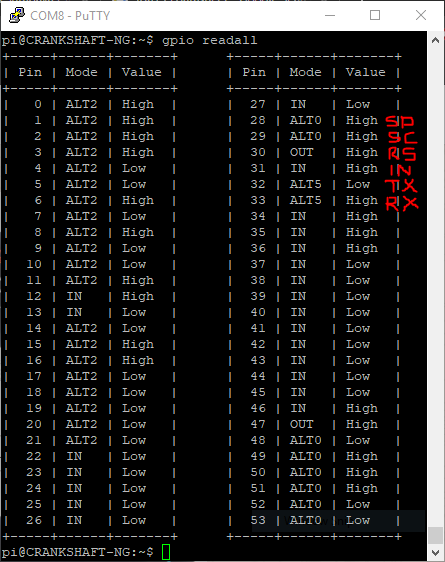 COM8 - PuTTY
pi@CRANKSHAFT-NG:~$ gpio readall
+-----+------+-------+      +-----+------+-------+
| Pin | Mode | Value |      | Pin | Mode | Value |
+-----+------+-------+      +-----+------+-------+
|   0 | ALT2 | High  |      |  27 | IN   | Low   |
|   1 | ALT2 | High  |      |  28 | ALT0 | High  |
|   2 | ALT2 | High  |      |  29 | ALT0 | High  |
|   3 | ALT2 | High  |      |  30 | OUT  | High  |
|   4 | ALT2 | Low   |      |  31 | IN   | High  |
|   5 | ALT2 | Low   |      |  32 | ALT5 | Low   |
|   6 | ALT2 | High  |      |  33 | ALT5 | High  |
|   7 | ALT2 | Low   |      |  34 | IN   | High  |
|   8 | ALT2 | High  |      |  35 | IN   | High  |
|   9 | ALT2 | Low   |      |  36 | IN   | High  |
|  10 | ALT2 | Low   |      |  37 | IN   | Low   |
|  11 | ALT2 | High  |      |  38 | IN   | Low   |
|  12 | IN   | High  |      |  39 | IN   | Low   |
|  13 | IN   | Low   |      |  40 | IN   | Low   |
|  14 | ALT2 | Low   |      |  41 | IN   | Low   |
|  15 | ALT2 | High  |      |  42 | IN   | Low   |
|  16 | ALT2 | High  |      |  43 | IN   | Low   |
|  17 | ALT2 | Low   |      |  44 | IN   | Low   |
|  18 | ALT2 | Low   |      |  45 | IN   | Low   |
|  19 | ALT2 | High  |      |  46 | IN   | High  |
|  20 | ALT2 | High  |      |  47 | OUT  | High  |
|  21 | ALT2 | Low   |      |  48 | ALT0 | Low   |
|  22 | IN   | Low   |      |  49 | ALT0 | High  |
|  23 | IN   | Low   |      |  50 | ALT0 | High  |
|  24 | IN   | Low   |      |  51 | ALT0 | High  |
|  25 | IN   | Low   |      |  52 | ALT0 | Low   |
|  26 | IN   | Low   |      |  53 | ALT0 | Low   |
+-----+------+-------+      +-----+------+-------+
pi@CRANKSHAFT-NG:~$